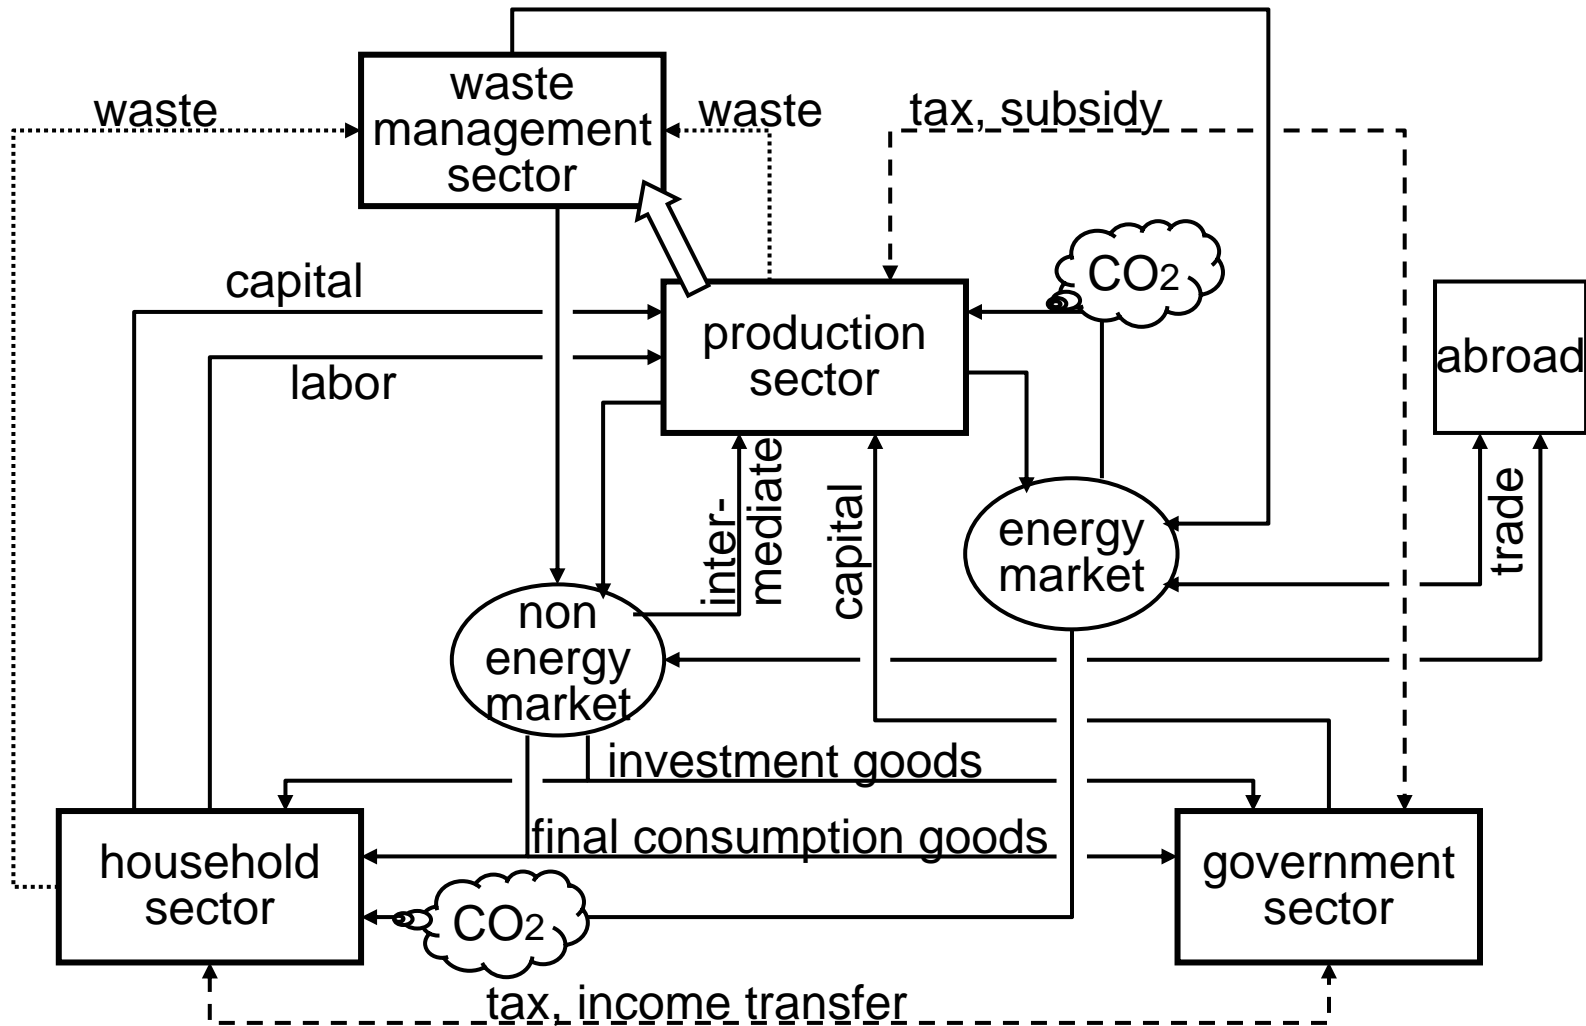 waste
management
sector
waste
waste
tax, subsidy
capital
CO2
labor
production
sector
abroad
inter-
mediate
capital
energy
market
trade
non
energy
market
investment goods
final consumption goods
household
sector
CO2
government
sector
tax, income transfer